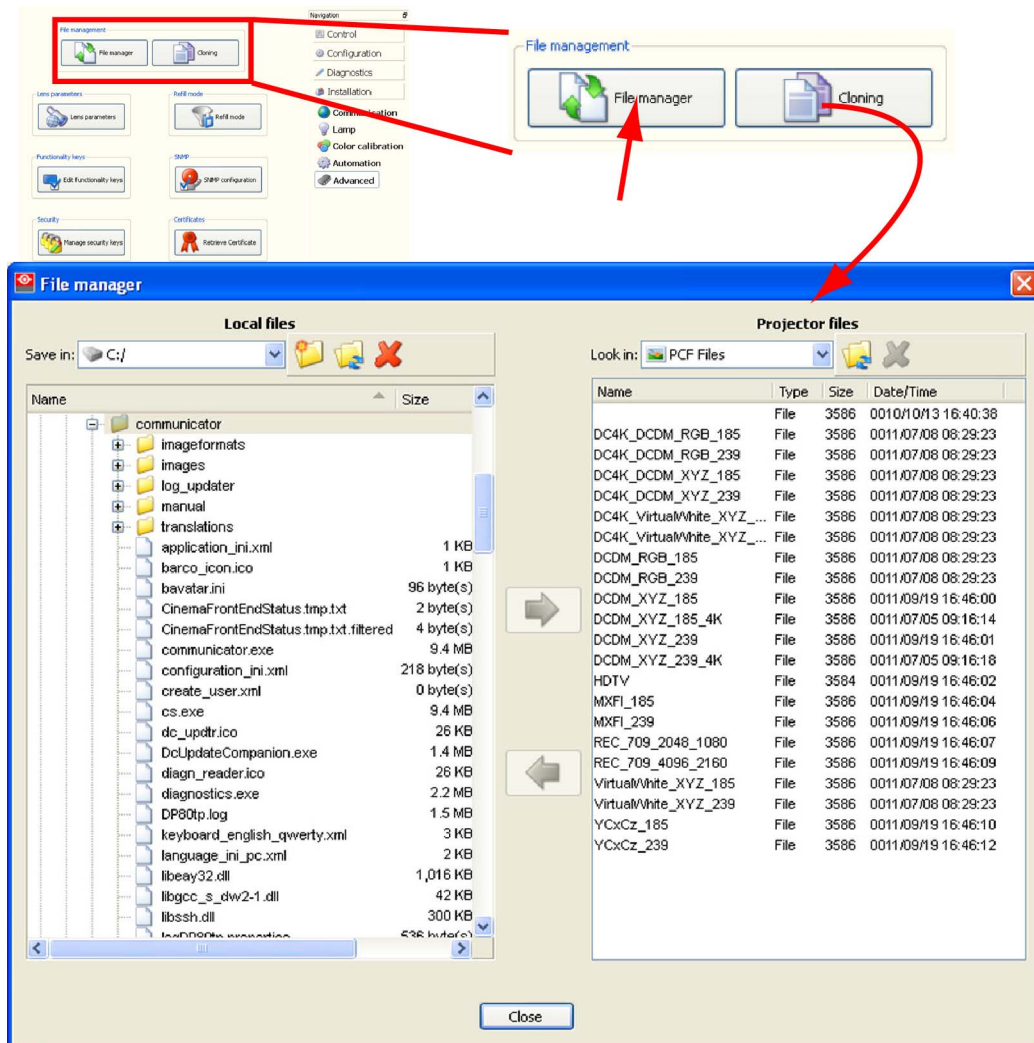 File management
File manager
Cloning
Lens parameters
Lens parameters
Refill mode
Refill mode
Functionality keys
Edit functionality keys
SNMP
SNMP configuration
Security
Manage security keys
Certificates
Retrieve Certificate
Navigation
Control
Configuration
Diagnostics
Installation
Communication
Lamp
Color calibration
Automation
Advanced
File management
File manager
Cloning
File manager
Local files
Save in: C:/
Name Size
communicator
imageformats
images
log_updater
manual
translations
application_ini.xml 1 KB
barco_icon.ico 1 KB
bavatar.ini 96 byte(s)
CinemaFrontEndStatus.tmp.txt 2 byte(s)
CinemaFrontEndStatus.tmp.txt.filtered 4 byte(s)
communicator.exe 9.4 MB
configuration_ini.xml 218 byte(s)
create_user.xml 0 byte(s)
cs.exe 9.4 MB
dc_updtr.ico 26 KB
DcUpdateCompanion.exe 1.4 MB
diagn_reader.ico 26 KB
diagnostics.exe 2.2 MB
DP80tp.log 1.5 MB
keyboard_english_qwerty.xml 3 KB
language_ini_pc.xml 2 KB
libeay32.dll 1,016 KB
libgcc_s_dw2-1.dll 42 KB
libssh.dll 300 KB
logDP80tp.properties 536 byte(s)
Projector files
Look in: PCF Files
Name Type Size Date/Time
File 3586 0010/10/13 16:40:38
DC4K_DCDM_RGB_185 File 3586 0011/07/08 08:29:23
DC4K_DCDM_RGB_239 File 3586 0011/07/08 08:29:23
DC4K_DCDM_XYZ_185 File 3586 0011/07/08 08:29:23
DC4K_DCDM_XYZ_239 File 3586 0011/07/08 08:29:23
DC4K_VirtualWhite_XYZ_... File 3586 0011/07/08 08:29:23
DC4K_VirtualWhite_XYZ_... File 3586 0011/07/08 08:29:23
DCDM_RGB_185 File 3586 0011/07/08 08:29:23
DCDM_RGB_239 File 3586 0011/07/08 08:29:23
DCDM_XYZ_185 File 3586 0011/09/19 16:46:00
DCDM_XYZ_185_4K File 3586 0011/07/05 09:16:14
DCDM_XYZ_239 File 3586 0011/09/19 16:46:01
DCDM_XYZ_239_4K File 3586 0011/07/05 09:16:18
HDTV File 3584 0011/09/19 16:46:02
MXFI_185 File 3586 0011/09/19 16:46:04
MXFI_239 File 3586 0011/09/19 16:46:06
REC_709_2048_1080 File 3586 0011/09/19 16:46:07
REC_709_4096_2160 File 3586 0011/09/19 16:46:09
VirtualWhite_XYZ_185 File 3586 0011/07/08 08:29:23
VirtualWhite_XYZ_239 File 3586 0011/07/08 08:29:23
YCxCz_185 File 3586 0011/09/19 16:46:10
YCxCz_239 File 3586 0011/09/19 16:46:12
Close